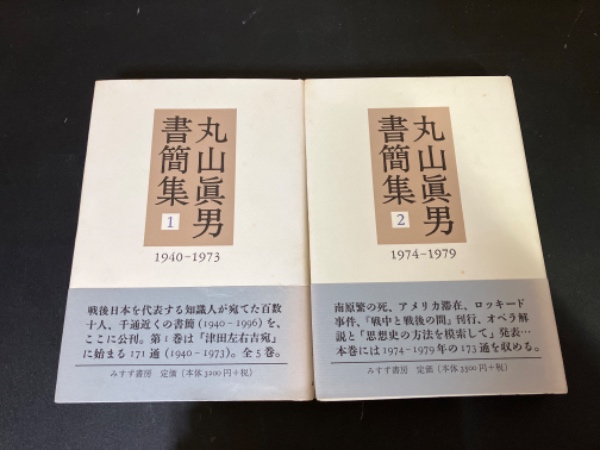 丸山眞男
書簡集
1
1940-1973
戦後日本を代表する知識人が宛てた百数
十人、千通近くの書簡(1940-1996)を、
ここに公刊。第1巻は「津田左右吉宛」
に始まる171通(1940-1973)。全5巻。
みすず書房 定価(本体3200円+税)
丸山眞男
書簡集
2
1974-1979
南原繁の死、アメリカ滞在、ロッキード
事件、『戦中と戦後の間』刊行、オペラ解
説と「思想史の方法を模索して」発表…
本巻には1974-1979年の173通を収める。
みすず書房 定価(本体3500円+税)